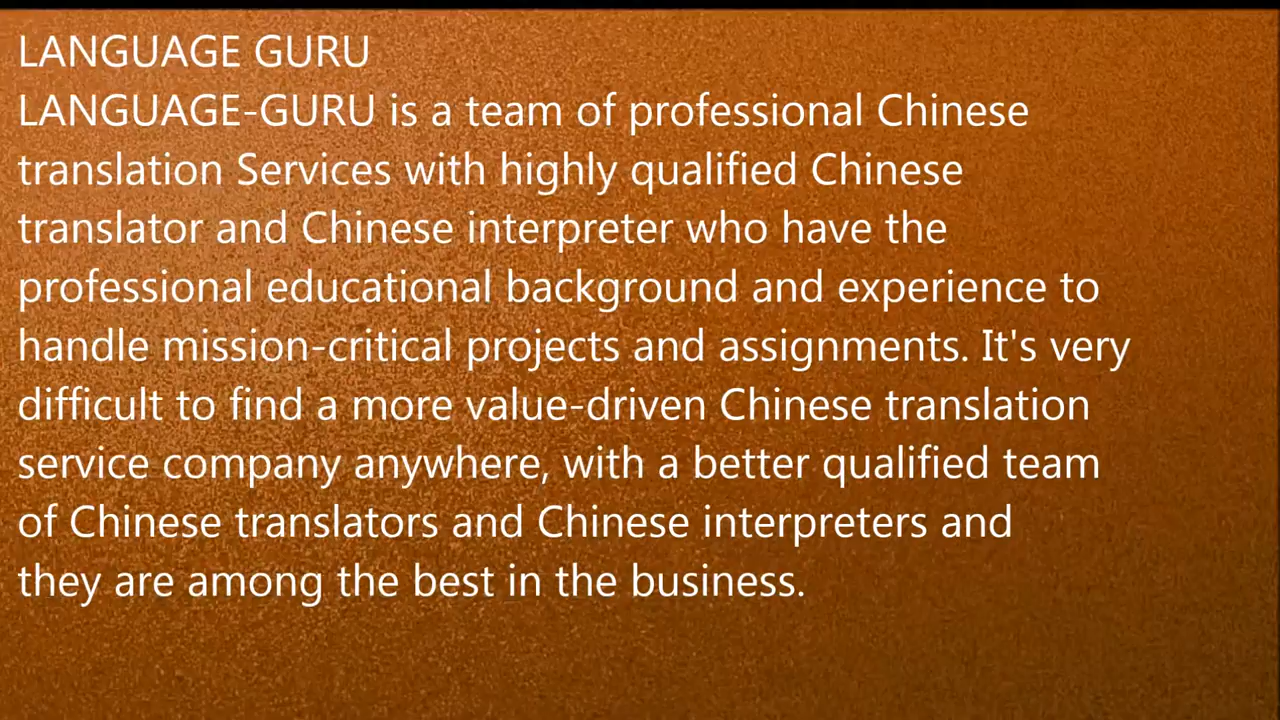 LANGUAGE GURU
LANGUAGE-GURU is a team of professional Chinese
translation Services with highly qualified Chinese
translator and Chinese interpreter who have the
professional educational background and experience to
handle mission-critical projects and assignments. It's very
difficult to find a more value-driven Chinese translation
service company anywhere, with a better qualified team
of Chinese translators and Chinese interpreters and
they are among the best in the business.